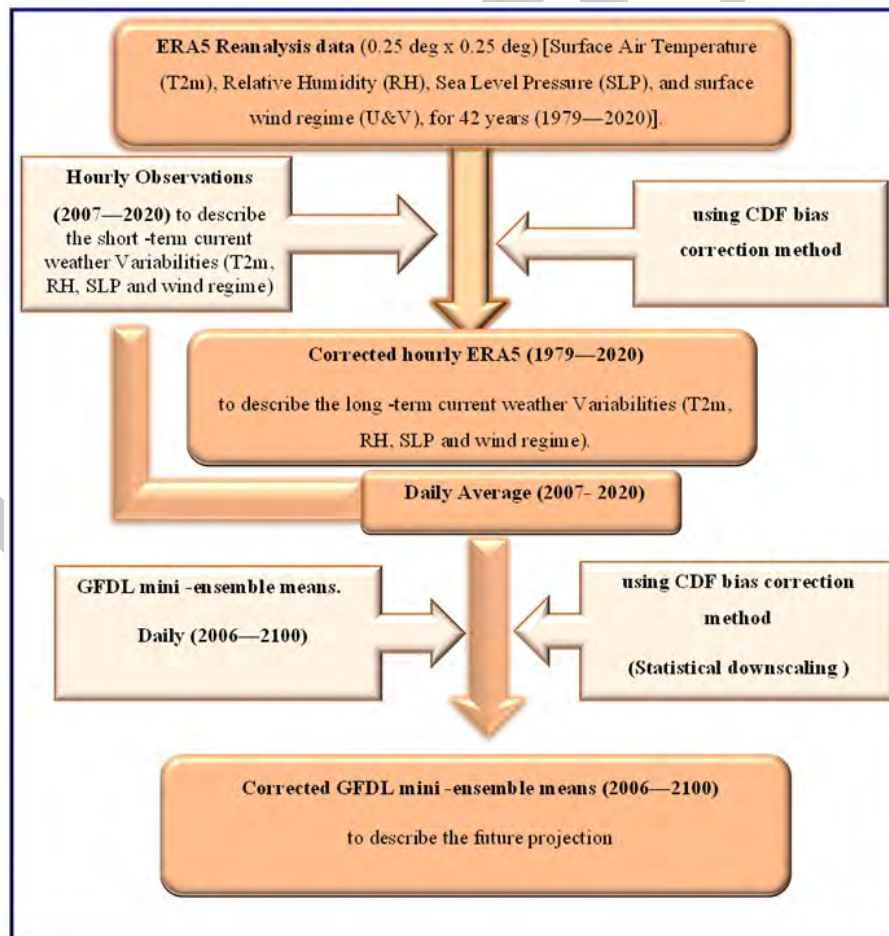 ERA5 Reanalysis data (0.25 deg x 0.25 deg) [Surface Air Temperature
(T2m), Relative Humidity (RH), Sea Level Pressure (SLP), and surface
wind regime (U&V), for 42 years (1979—2020)].
Hourly Observations
(2007—2020) to describe
the short -term current
weather Variabilities (T2m,
RH, SLP and wind regime)
using CDF bias
correction method
Corrected hourly ERA5 (1979—2020)
to describe the long -term current weather Variabilities (T2m,
RH, SLP and wind regime).
Daily Average (2007- 2020)
GFDL mini -ensemble means.
Daily (2006—2100)
using CDF bias correction
method
(Statistical downscaling )
Corrected GFDL mini -ensemble means (2006—2100)
to describe the future projection